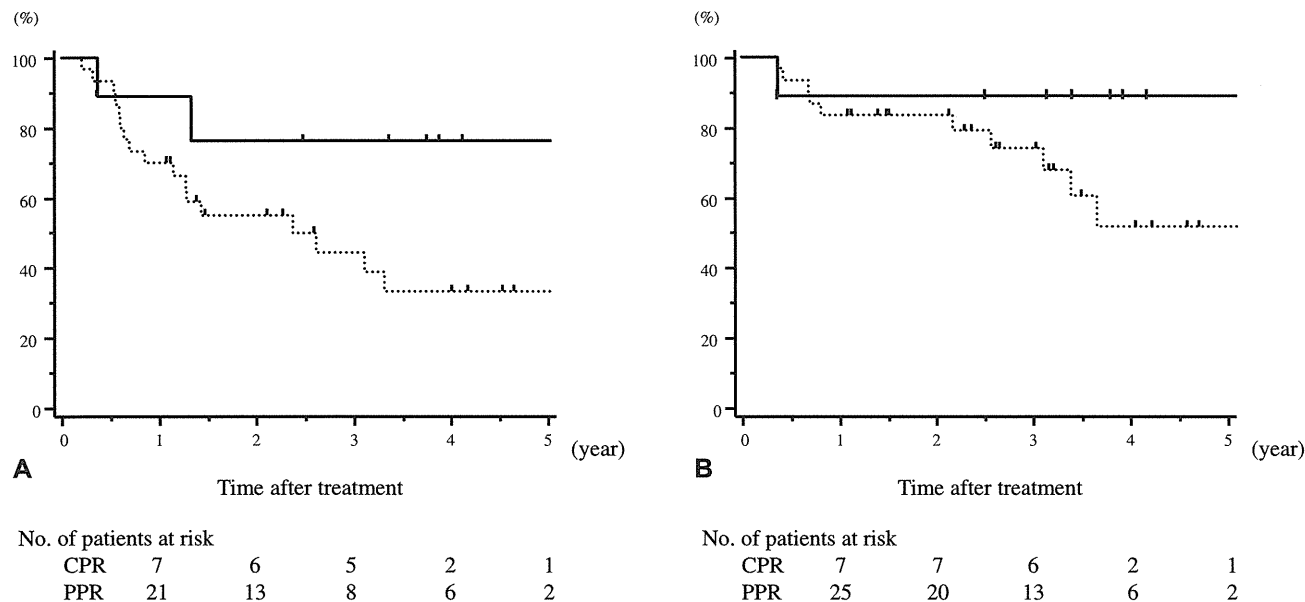 (%)
100
80
60
40
20
0
0 1 2 3 4 5 (year)
A
Time after treatment
No. of patients at risk
CPR 7 6 5 2 1
PPR 21 13 8 6 2
(%)
100
80
60
40
20
0
0 1 2 3 4 5 (year)
B
Time after treatment
No. of patients at risk
CPR 7 7 6 2 1
PPR 25 20 13 6 2